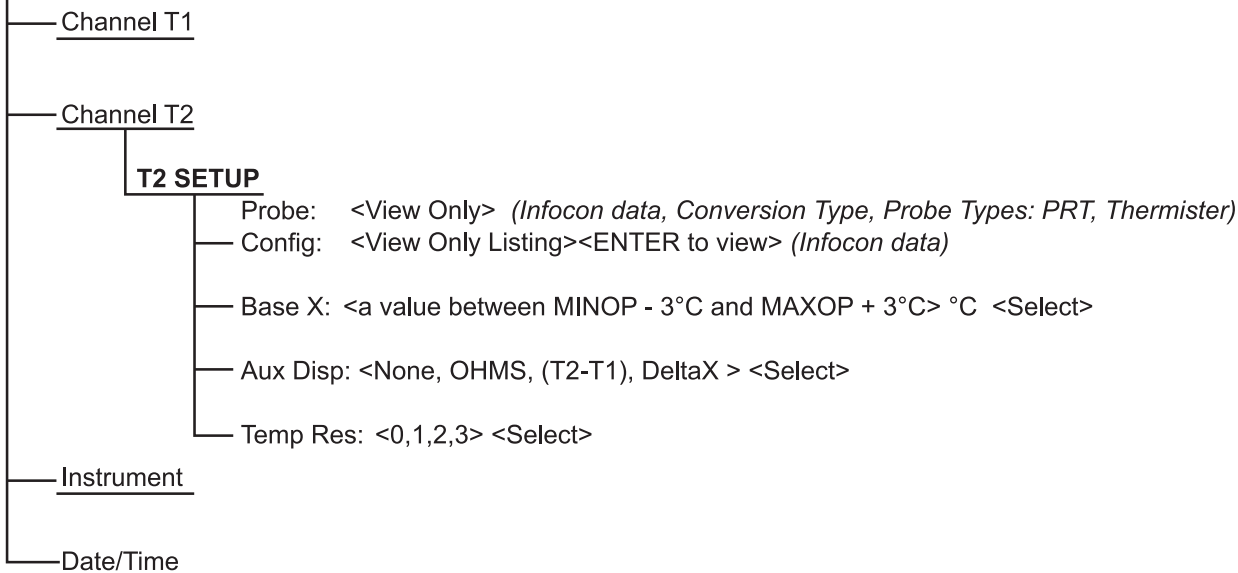 Channel T1
Channel T2
T2 SETUP
Probe: <View Only> (Infocon data, Conversion Type, Probe Types: PRT, Thermister)
Config: <View Only Listing><ENTER to view> (Infocon data)
Base X: <a value between MINOP - 3°C and MAXOP + 3°C> °C <Select>
Aux Disp: <None, OHMS, (T2-T1), DeltaX > <Select>
Temp Res: <0,1,2,3> <Select>
Instrument
Date/Time